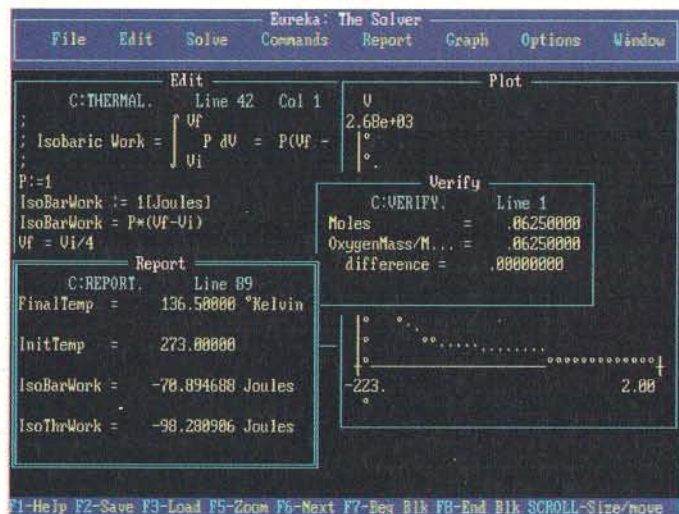 Eureka: The Solver
File Edit Solve Commands Report Graph Options Window
Edit
C:THERMAL. Line 42 Col 1
; ⌠ Vf
; Isobaric Work = │ P dV = P(Vf -
; ⌡ Vi
P:=1
IsoBarWork := 1[Joules]
IsoBarWork = P*(Vf-Vi)
Vf = Vi/4
Plot
V
2.68e+03
-223. 2.00
Verify
C:VERIFY. Line 1
Moles = .06250000
OxygenMass/M... = .06250000
difference = .00000000
Report
C:REPORT. Line 89
FinalTemp = 136.50000 °Kelvin
InitTemp = 273.00000
IsoBarWork = -70.894688 Joules
IsoThrWork = -98.280906 Joules
F1-Help F2-Save F3-Load F5-Zoom F6-Next F7-Beg Blk F8-End Blk SCROLL-Size/move